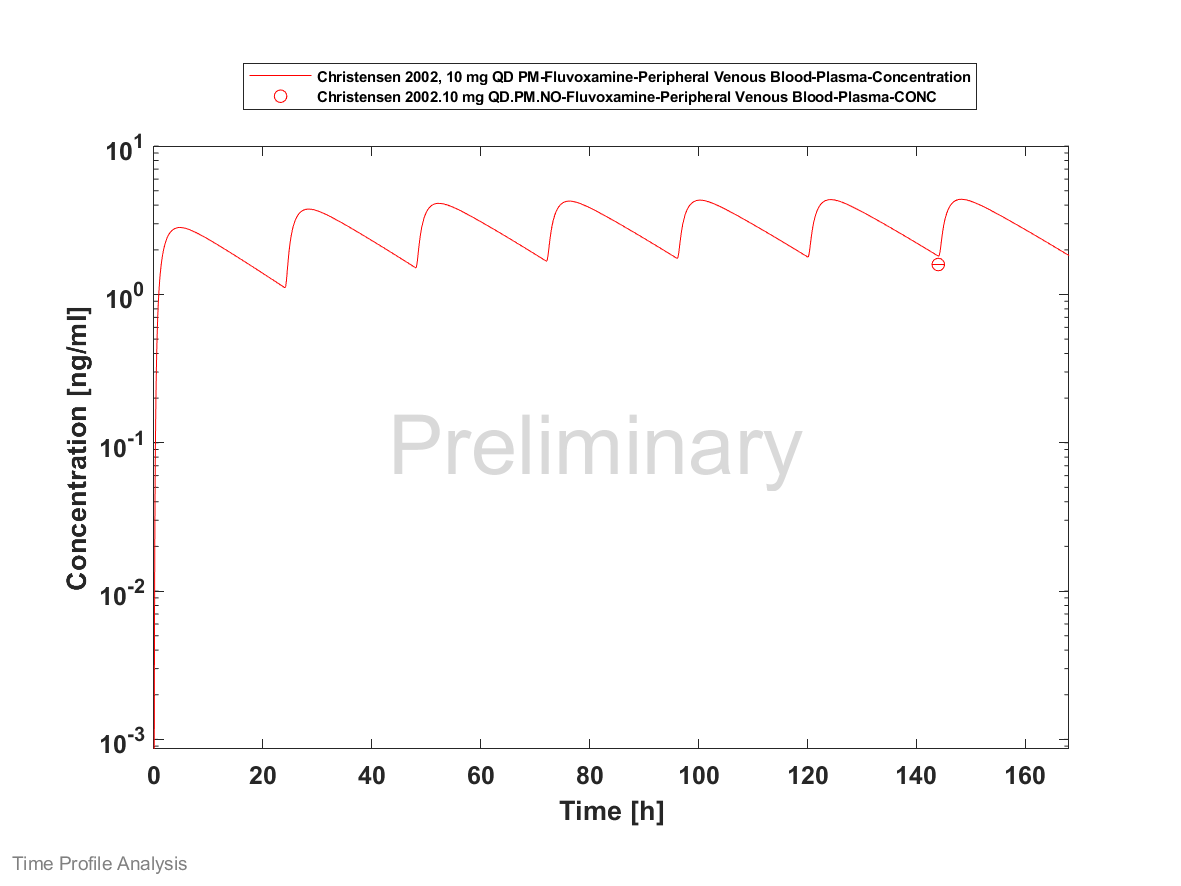 Christensen 2002, 10 mg QD PM-Fluvoxamine-Peripheral Venous Blood-Plasma-Concentration
Christensen 2002.10 mg QD.PM.NO-Fluvoxamine-Peripheral Venous Blood-Plasma-CONC
10^1
10^0
10^-1
10^-2
10^-3
Concentration [ng/ml]
Preliminary
0 20 40 60 80 100 120 140 160
Time [h]
Time Profile Analysis